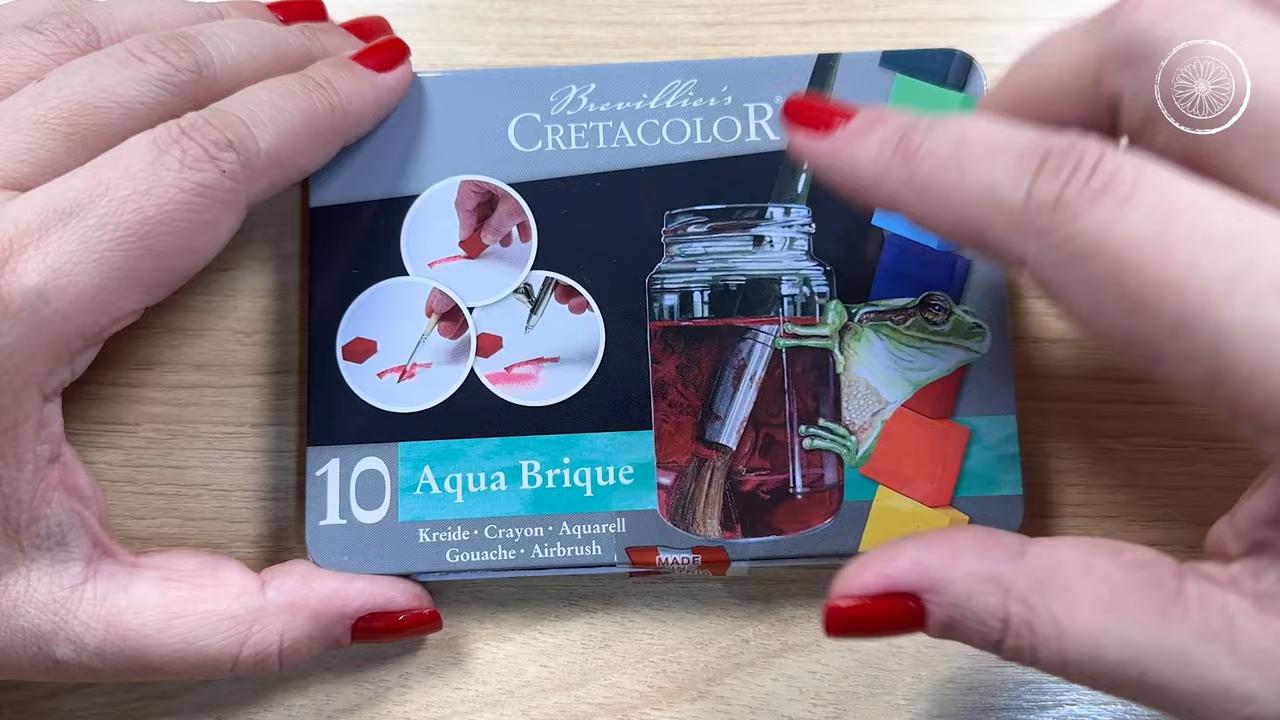 Brevillier's
CRETACOLOR®
10
Aqua Brique
Kreide · Crayon · Aquarell
Gouache · Airbrush
MADE